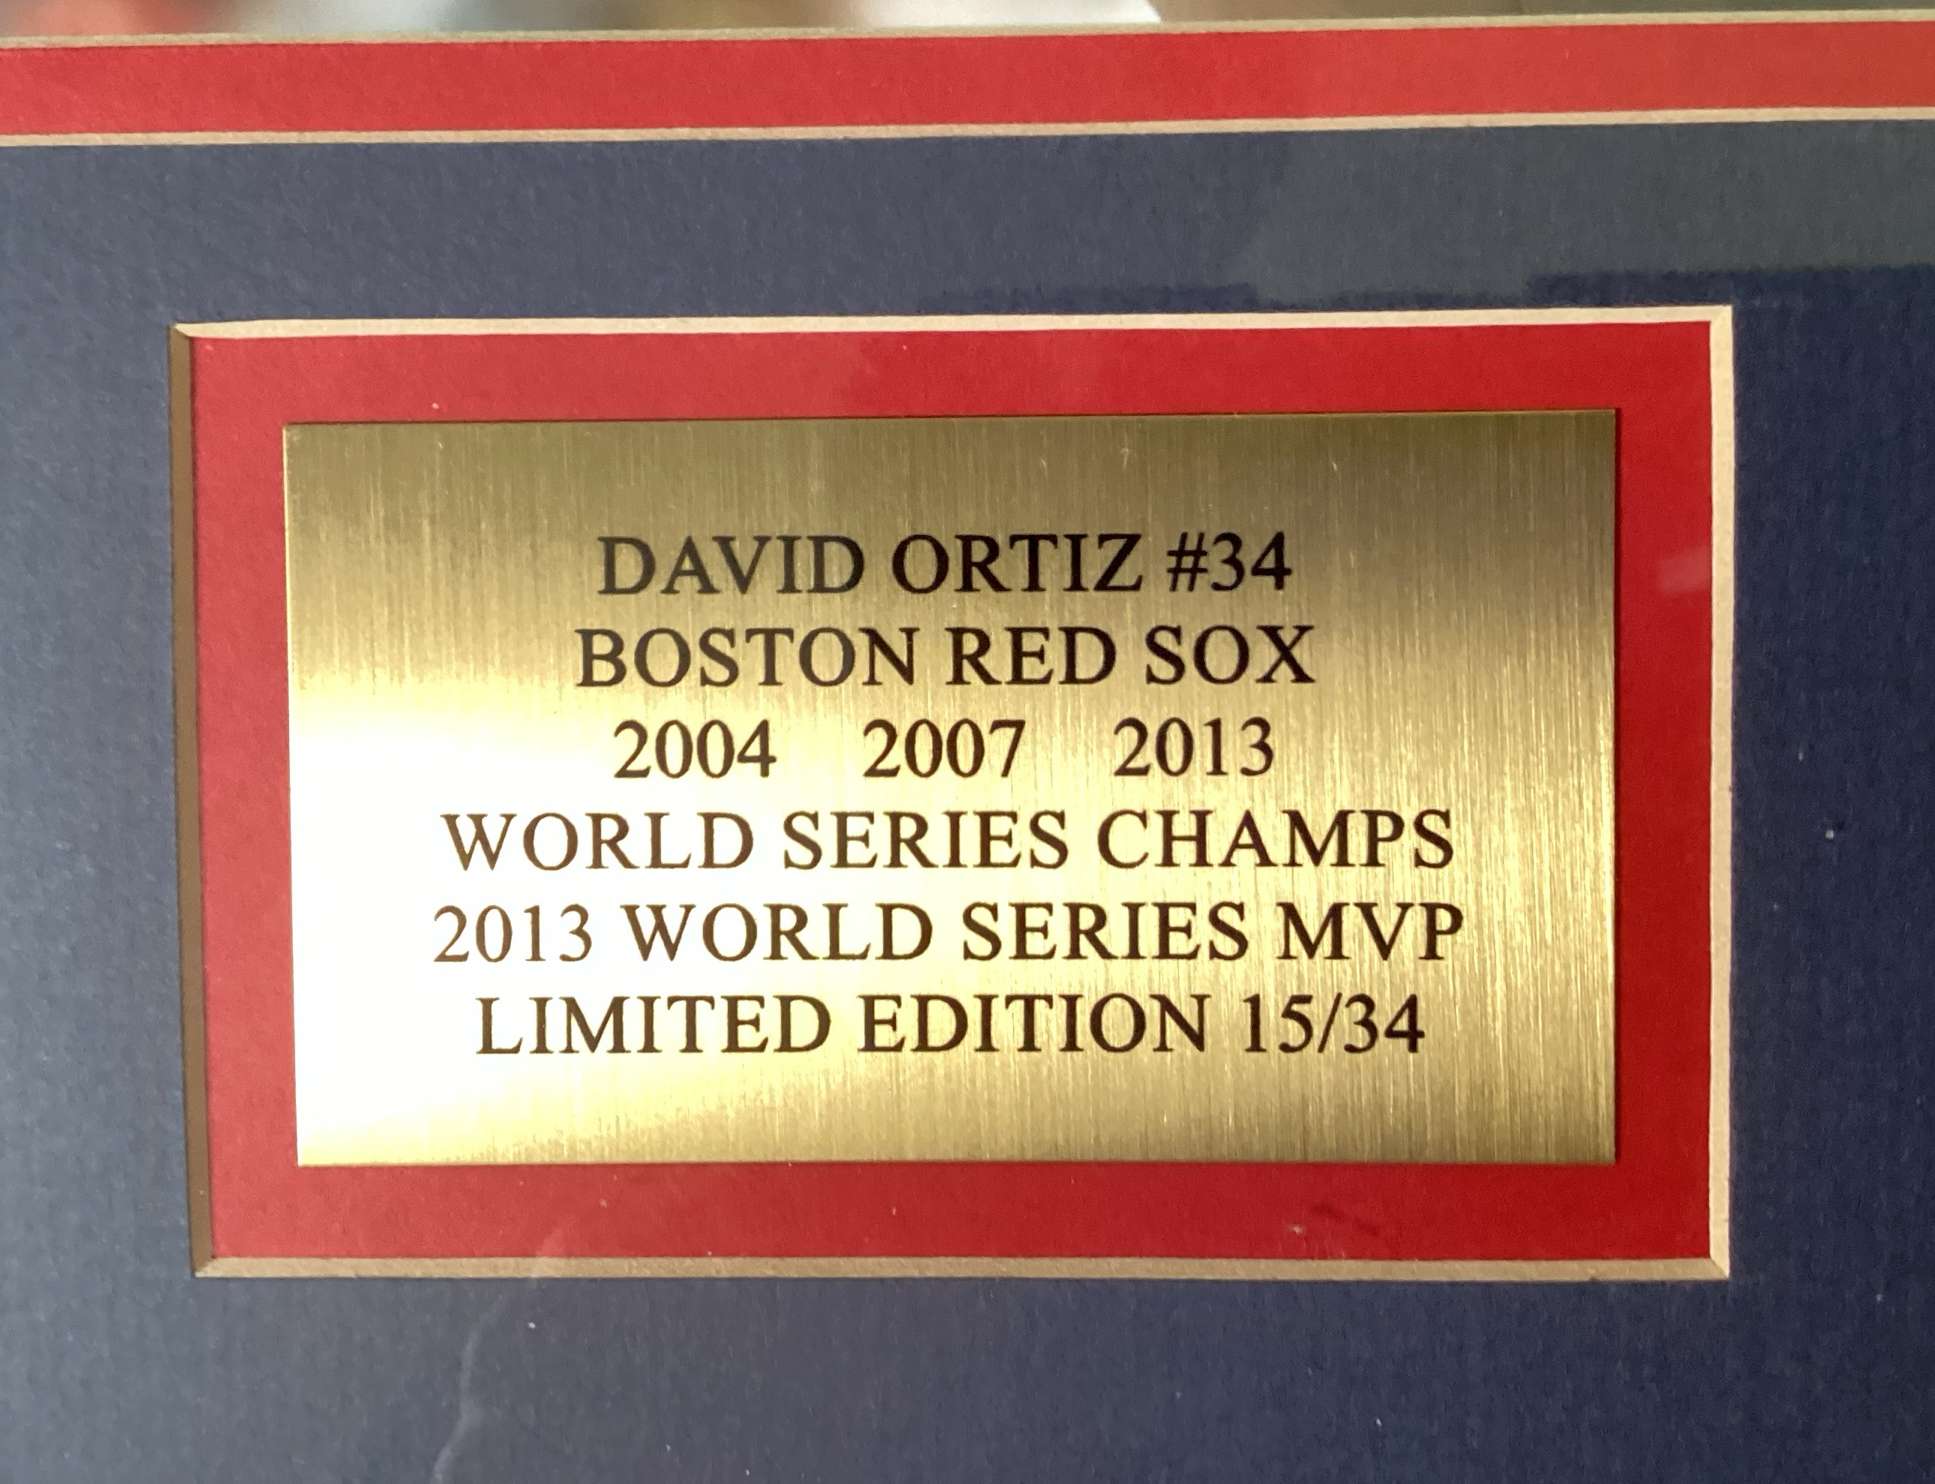 DAVID ORTIZ #34
BOSTON RED SOX
2004 2007 2013
WORLD SERIES CHAMPS
2013 WORLD SERIES MVP
LIMITED EDITION 15/34